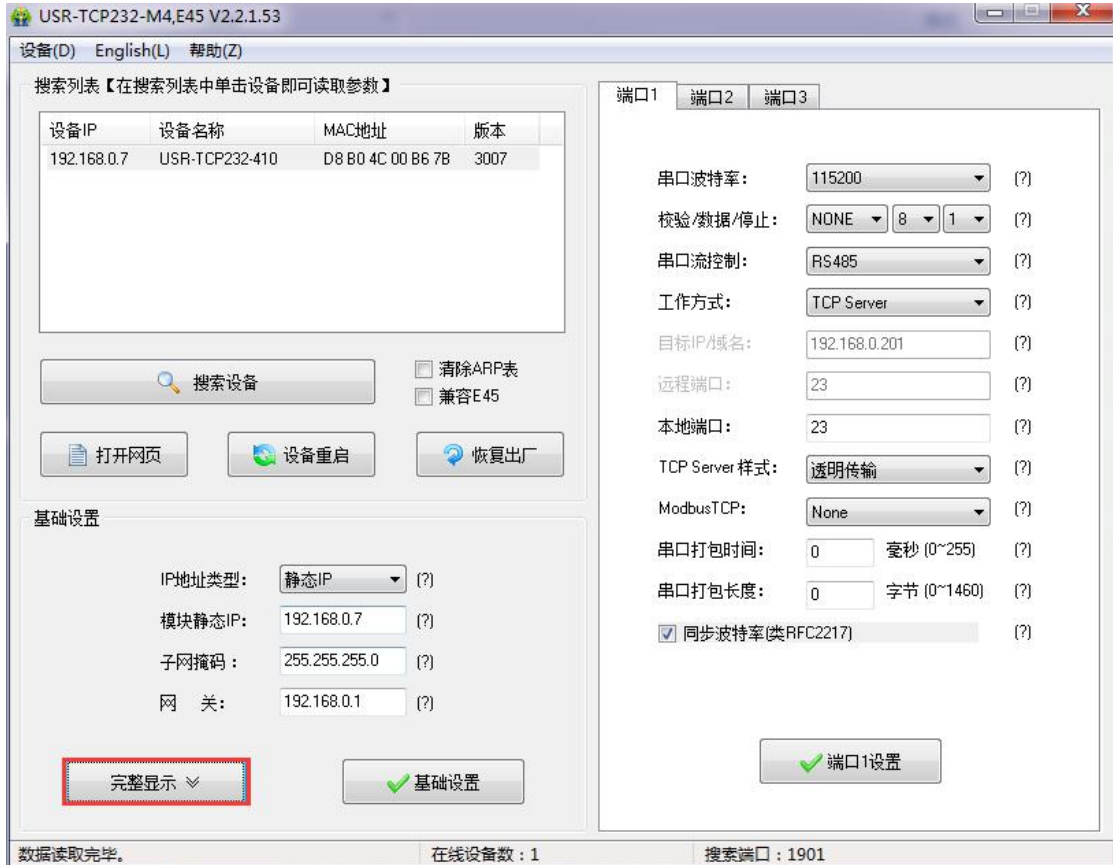 USR-TCP232-M4,E45 V2.2.1.53
设备(D) English(L) 帮助(Z)
搜索列表【在搜索列表中单击设备即可读取参数】
设备IP 设备名称 MAC地址 版本
192.168.0.7 USR-TCP232-410 D8 B0 4C 00 B6 7B 3007
搜索设备
清除ARP表
兼容E45
打开网页 设备重启 恢复出厂
基础设置
IP地址类型: 静态IP (?)
模块静态IP: 192.168.0.7 (?)
子网掩码: 255.255.255.0 (?)
网 关: 192.168.0.1 (?)
完整显示 基础设置
端口1 端口2 端口3
串口波特率: 115200 (?)
校验/数据/停止: NONE 8 1 (?)
串口流控制: RS485 (?)
工作方式: TCP Server (?)
目标IP/域名: 192.168.0.201 (?)
远程端口: 23 (?)
本地端口: 23 (?)
TCP Server 样式: 透明传输 (?)
ModbusTCP: None (?)
串口打包时间: 0 毫秒 (0~255) (?)
串口打包长度: 0 字节 (0~1460) (?)
同步波特率(类RFC2217) (?)
端口1设置
数据读取完毕。 在线设备数:1 搜索端口:1901